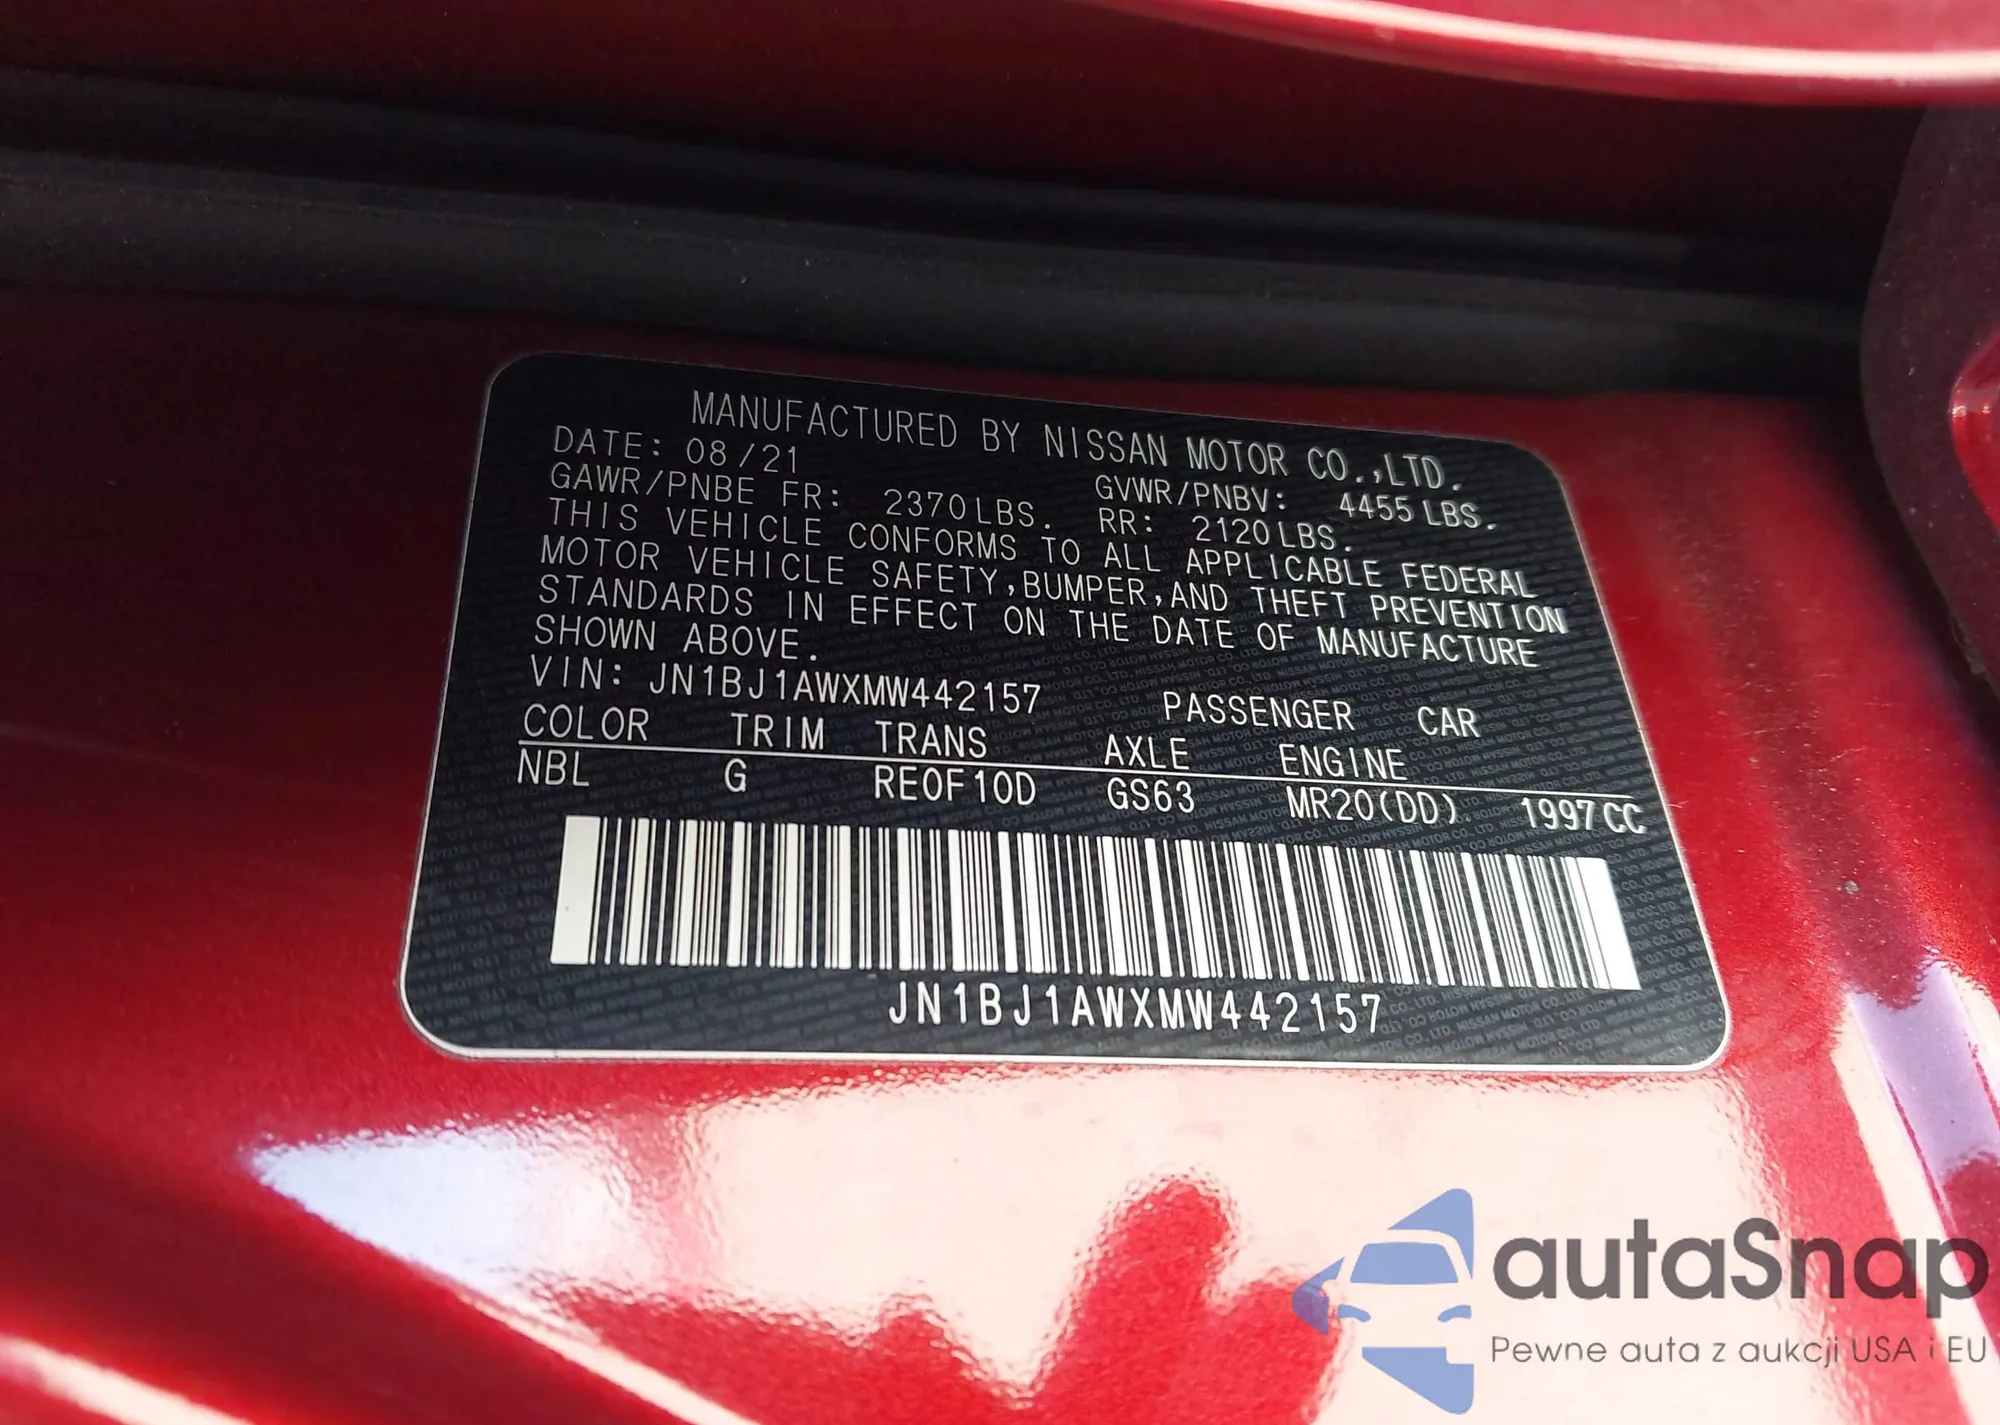 MANUFACTURED BY NISSAN MOTOR CO.,LTD.
DATE: 08/21 GVWR/PNBV: 4455 LBS.
GAWR/PNBE FR: 2370 LBS. RR: 2120 LBS.
THIS VEHICLE CONFORMS TO ALL APPLICABLE FEDERAL
MOTOR VEHICLE SAFETY, BUMPER, AND THEFT PREVENTION
STANDARDS IN EFFECT ON THE DATE OF MANUFACTURE
SHOWN ABOVE.
VIN: JN1BJ1AWXMW442157 PASSENGER CAR
COLOR TRIM TRANS AXLE ENGINE
NBL G RE0F10D GS63 MR20(DD) 1997 CC
JN1BJ1AWXMW442157
autaSnap
Pewne auta z aukcji USA i EU